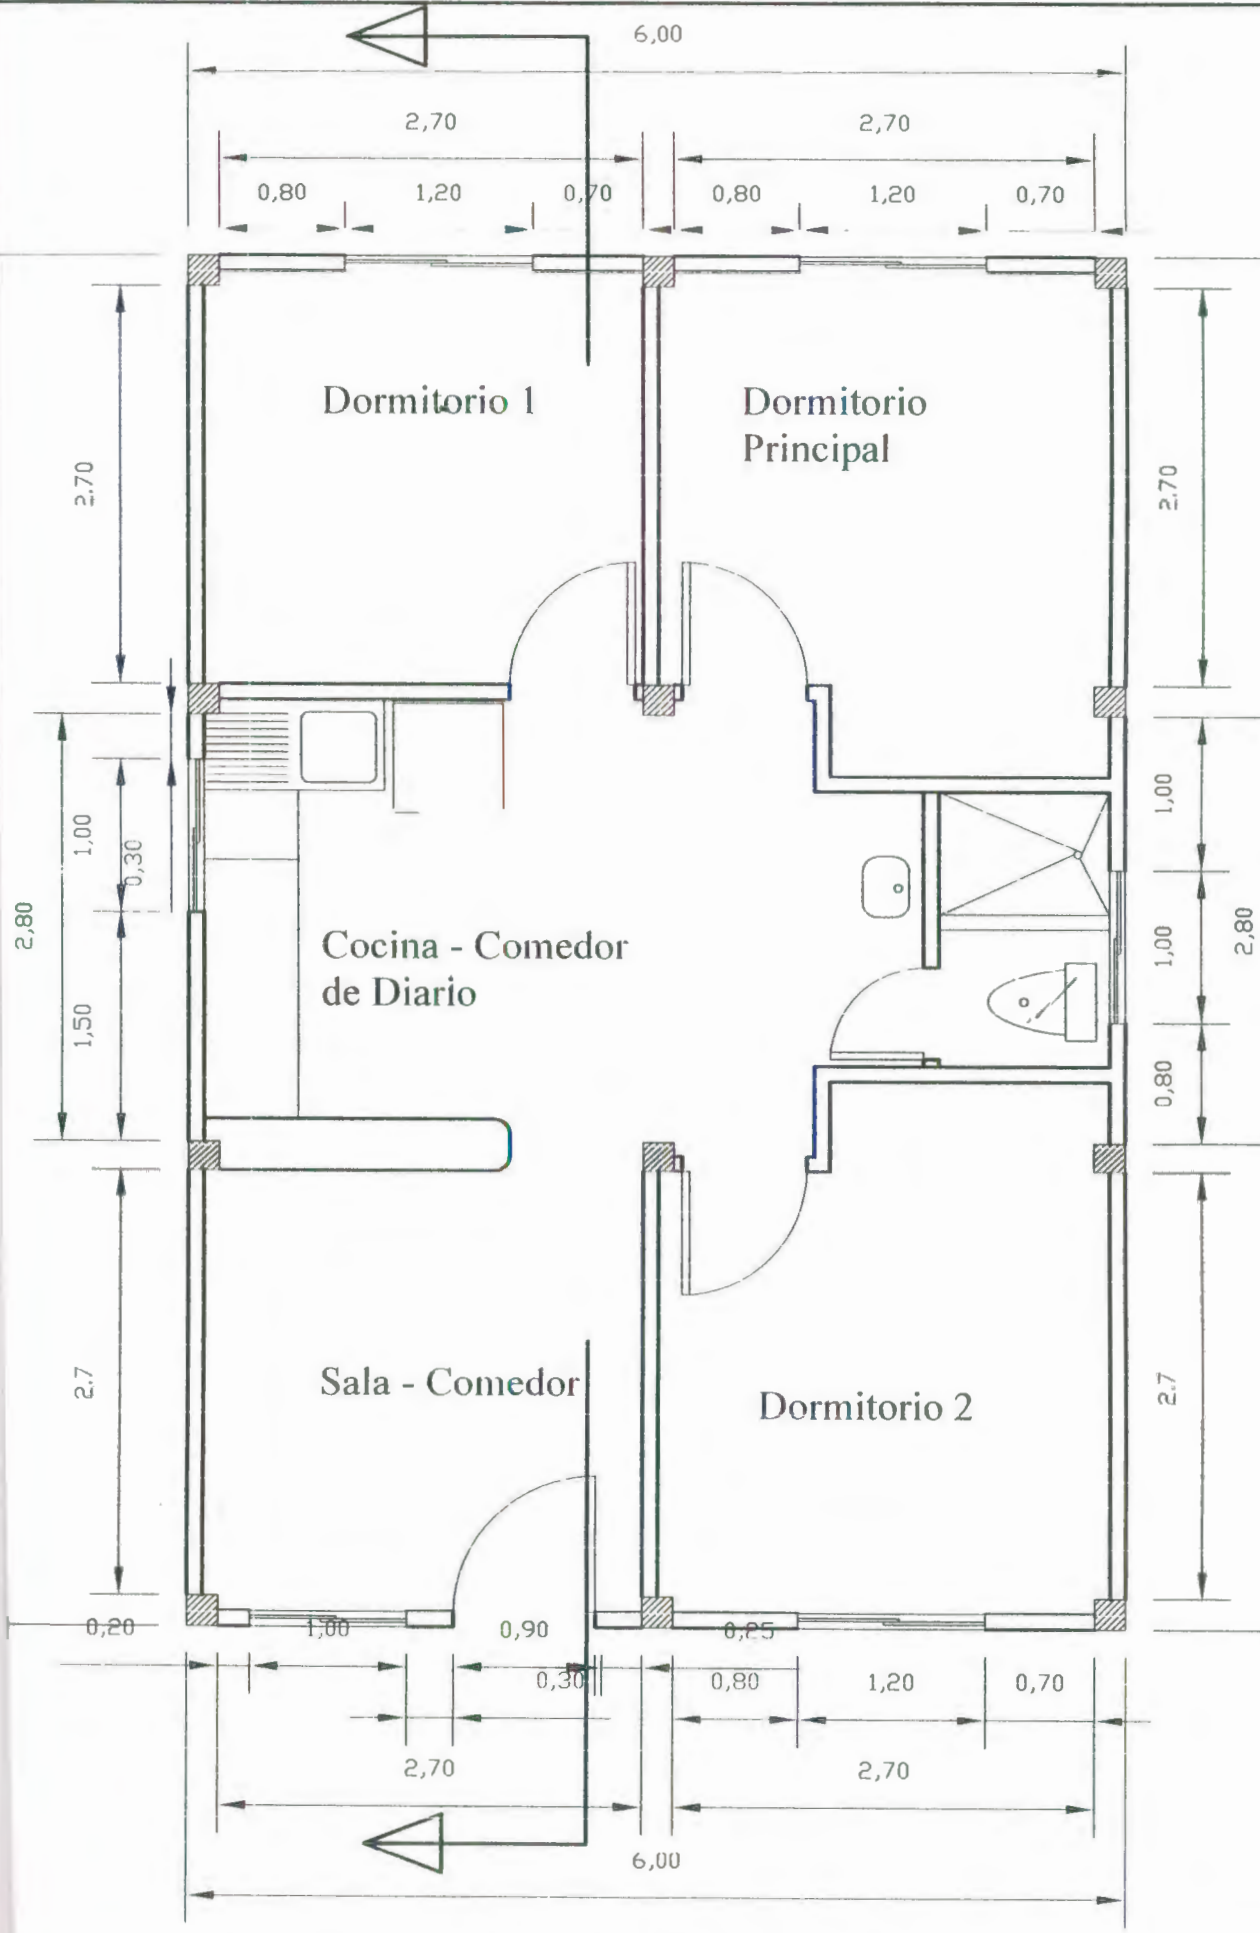 6,00
2,70 2,70
0,80 1,20 0,70 0,80 1,20 0,70
Dormitorio 1
Dormitorio
Principal
2.70
2.70
1,00
0,30
2,80
1,50
Cocina - Comedor
de Diario
1,00
1,00
2,80
0,80
2.7
Sala - Comedor
Dormitorio 2
2.7
0,20 1,00 0,90 0,25
0,30 0,80 1,20 0,70
2,70 2,70
6,00